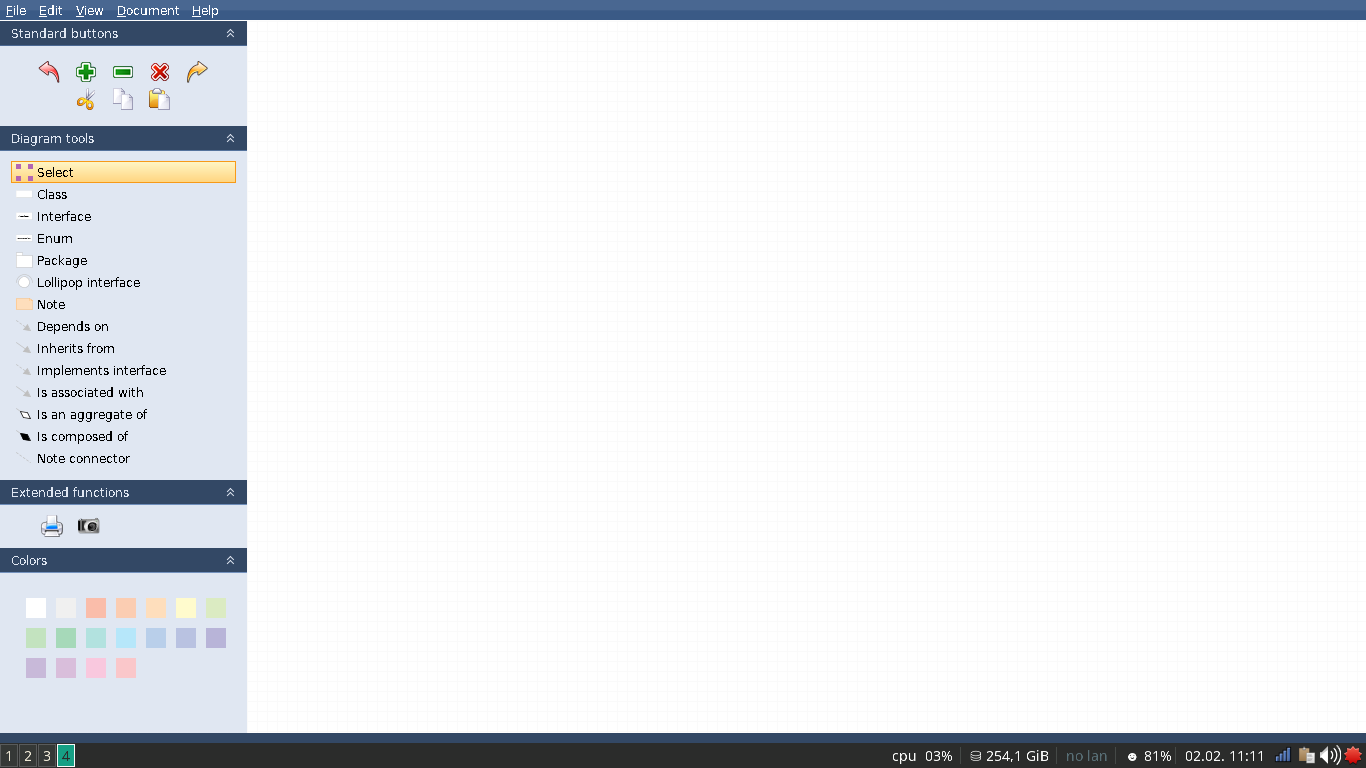 File Edit View Document Help
Standard buttons
Diagram tools
Select
Class
Interface
Enum
Package
Lollipop interface
Note
Depends on
Inherits from
Implements interface
Is associated with
Is an aggregate of
Is composed of
Note connector
Extended functions
Colors
1 2 3 4 cpu 03% 254,1 GiB no lan 81% 02.02. 11:11